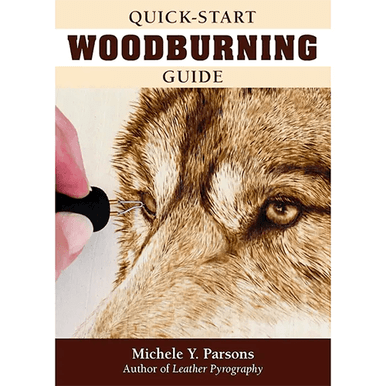 QUICK-START
WOODBURNING
GUIDE
Michele Y. Parsons
Author of Leather Pyrography